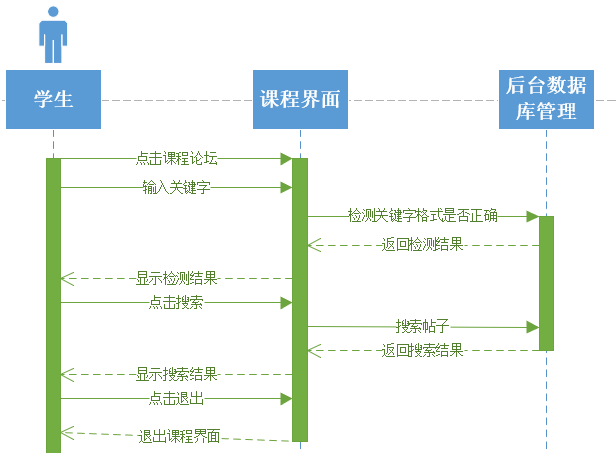 学生
课程界面
后台数据
库管理
点击课程论坛
输入关键字
检测关键字格式是否正确
返回检测结果
显示检测结果
点击搜索
搜索帖子
返回搜索结果
显示搜索结果
点击退出
退出课程界面